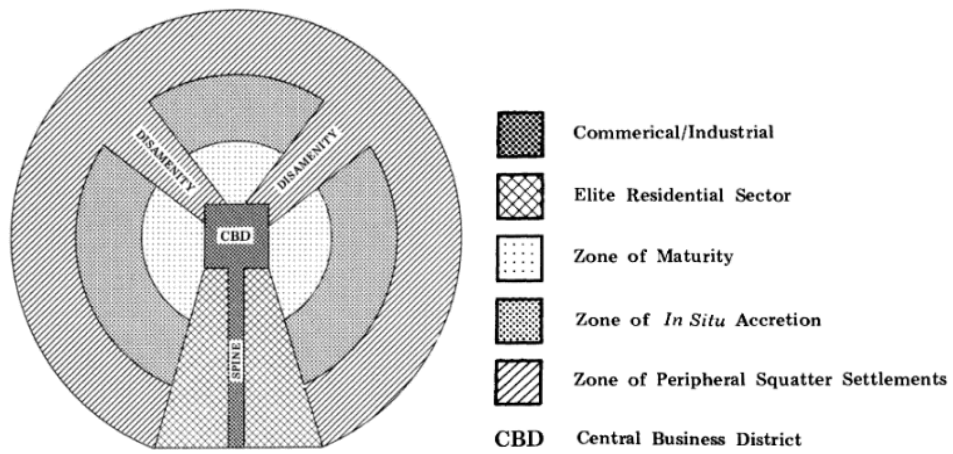 DISAMENITY
DISAMENITY
CBD
SPINE
Commerical/Industrial
Elite Residential Sector
Zone of Maturity
Zone of In Situ Accretion
Zone of Peripheral Squatter Settlements
CBD Central Business District